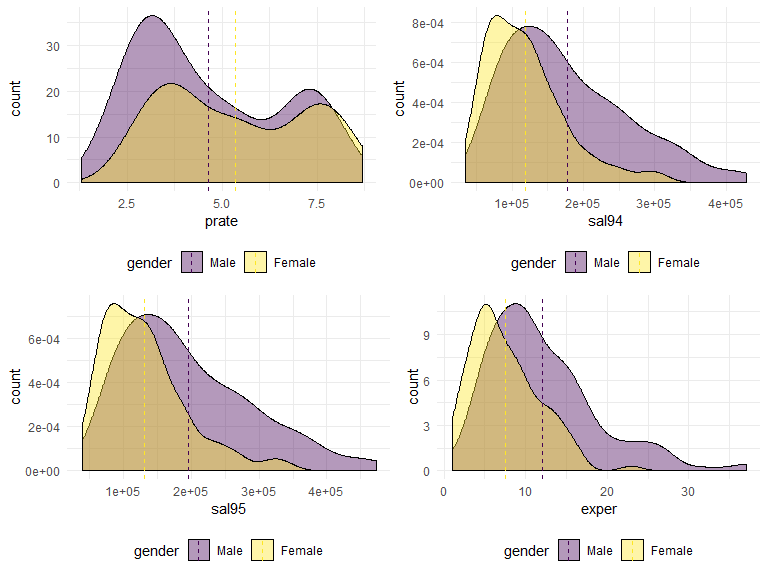 count
30
20
10
0
2.5 5.0 7.5
prate
gender Male Female
count
8e-04
6e-04
4e-04
2e-04
0e+00
1e+05 2e+05 3e+05 4e+05
sal94
gender Male Female
count
6e-04
4e-04
2e-04
0e+00
1e+05 2e+05 3e+05 4e+05
sal95
gender Male Female
count
9
6
3
0
0 10 20 30
exper
gender Male Female